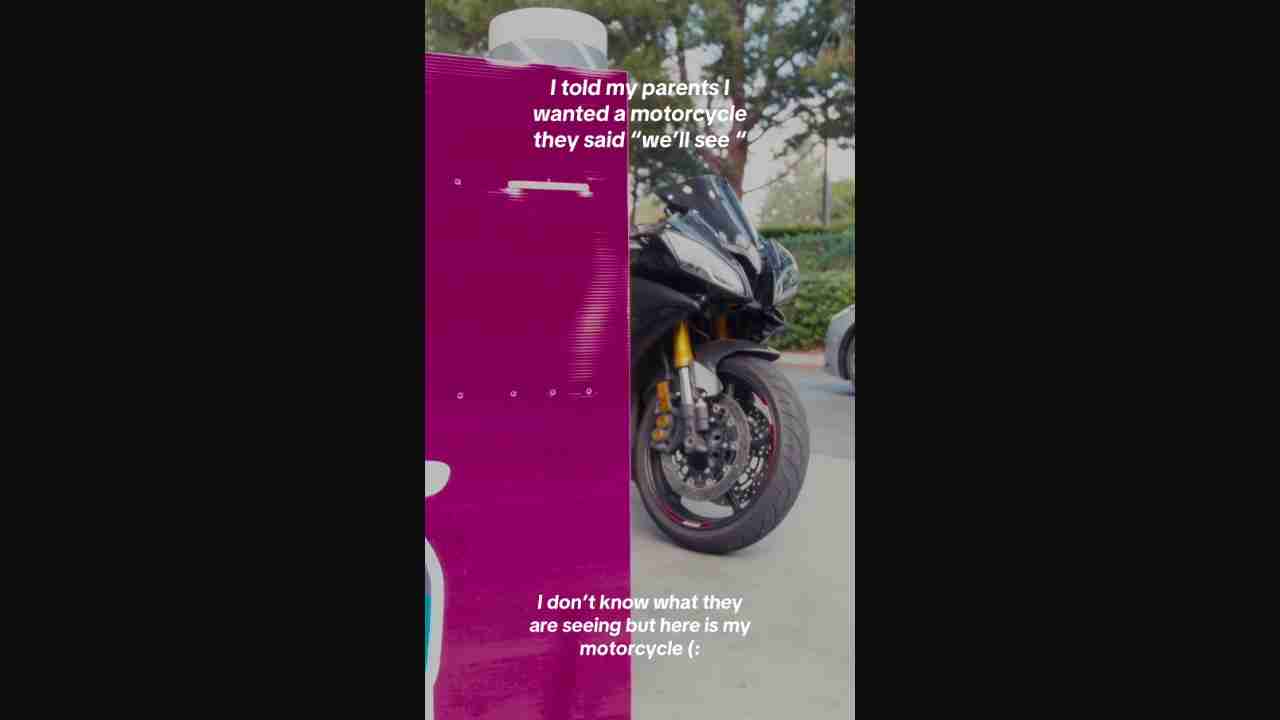 I told my parents I
wanted a motorcycle
they said “we’ll see “
I don’t know what they
are seeing but here is my
motorcycle (: